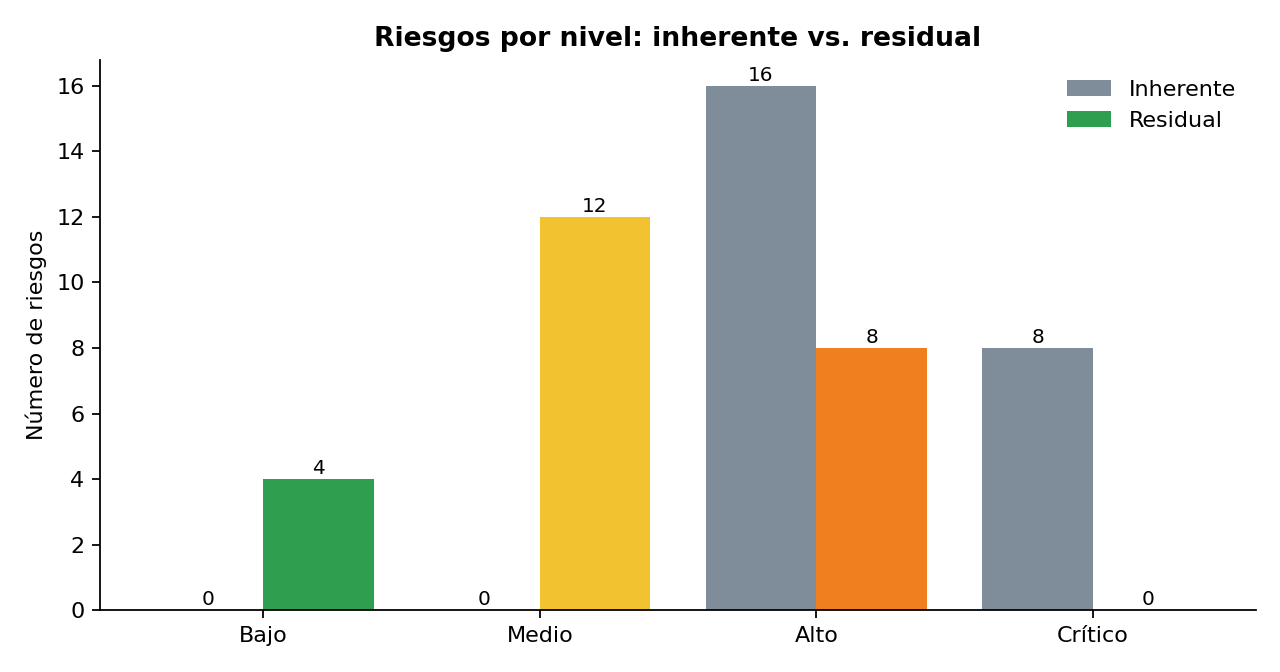 Riesgos por nivel: inherente vs. residual
Inherente
Residual
Número de riesgos
16
14
12
10
8
6
4
2
0
0
4
0
12
16
8
8
0
Bajo
Medio
Alto
Crítico